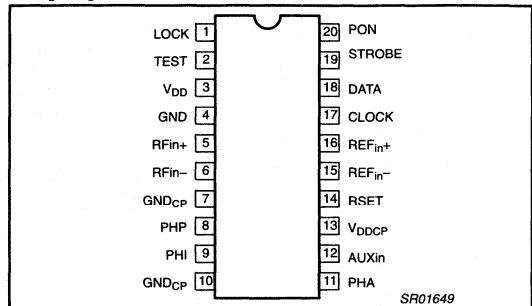 LOCK 1 20 PON
TEST 2 19 STROBE
VDD 3 18 DATA
GND 4 17 CLOCK
RFin+ 5 16 REFin+
RFin– 6 15 REFin–
GNDCP 7 14 RSET
PHP 8 13 VDDCP
PHI 9 12 AUXin
GNDCP 10 11 PHA
SR01649